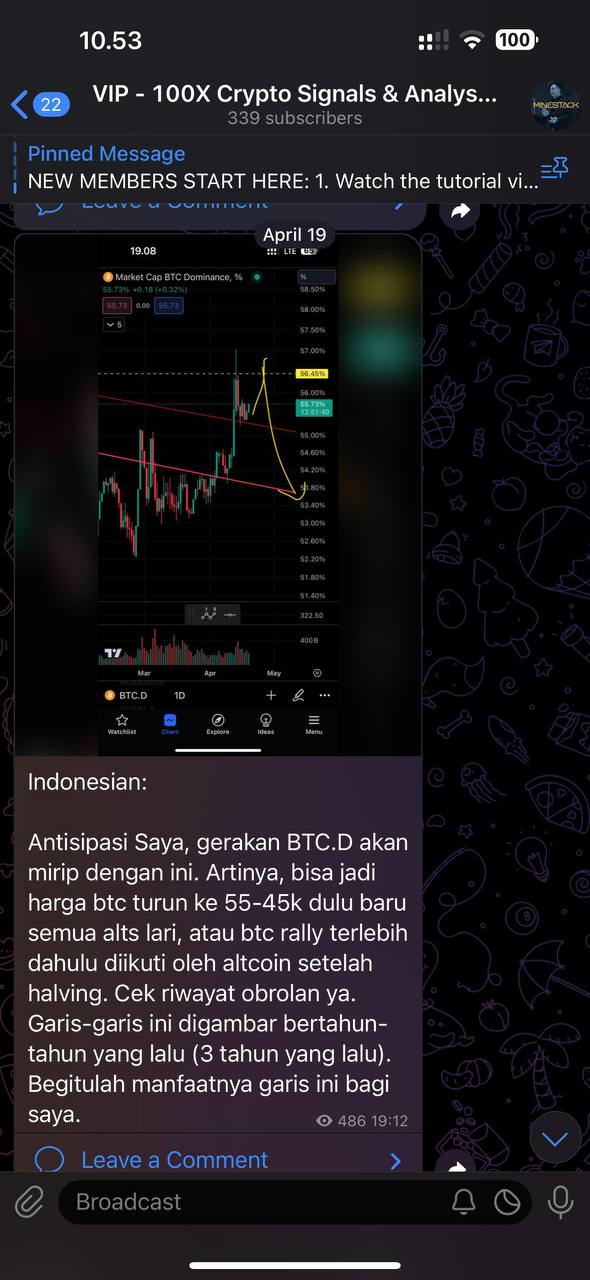 10.53
100
22
VIP - 100X Crypto Signals & Analys...
339 subscribers
MINESTACK
Pinned Message
NEW MEMBERS START HERE: 1. Watch the tutorial vi...
Leave a Comment
April 19
19.08
LTE
Market Cap BTC Dominance, %
%
55.73% +0.18 (+0.32%)
58.50%
55.73 0.00 55.73
58.00%
5
57.50%
57.00%
56.45%
56.00%
55.73%
12:51:49
55.00%
54.60%
54.20%
53.80%
53.40%
53.00%
52.60%
52.20%
51.80%
51.40%
322.50
400B
Mar Apr May
BTC.D 1D
Watchlist Chart Explore Ideas Menu
Indonesian:
Antisipasi Saya, gerakan BTC.D akan
mirip dengan ini. Artinya, bisa jadi
harga btc turun ke 55-45k dulu baru
semua alts lari, atau btc rally terlebih
dahulu diikuti oleh altcoin setelah
halving. Cek riwayat obrolan ya.
Garis-garis ini digambar bertahun-
tahun yang lalu (3 tahun yang lalu).
Begitulah manfaatnya garis ini bagi
saya.
486 19:12
Leave a Comment
Broadcast